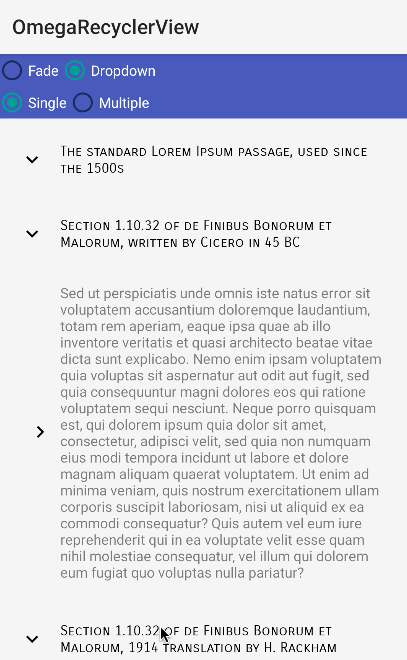 OmegaRecyclerView
Fade Dropdown
Single Multiple
The standard Lorem Ipsum passage, used since
the 1500s
Section 1.10.32 of de Finibus Bonorum et
Malorum, written by Cicero in 45 BC
Sed ut perspiciatis unde omnis iste natus error sit
voluptatem accusantium doloremque laudantium,
totam rem aperiam, eaque ipsa quae ab illo
inventore veritatis et quasi architecto beatae vitae
dicta sunt explicabo. Nemo enim ipsam voluptatem
quia voluptas sit aspernatur aut odit aut fugit, sed
quia consequuntur magni dolores eos qui ratione
voluptatem sequi nesciunt. Neque porro quisquam
est, qui dolorem ipsum quia dolor sit amet,
consectetur, adipisci velit, sed quia non numquam
eius modi tempora incidunt ut labore et dolore
magnam aliquam quaerat voluptatem. Ut enim ad
minima veniam, quis nostrum exercitationem ullam
corporis suscipit laboriosam, nisi ut aliquid ex ea
commodi consequatur? Quis autem vel eum iure
reprehenderit qui in ea voluptate velit esse quam
nihil molestiae consequatur, vel illum qui dolorem
eum fugiat quo voluptas nulla pariatur?
Section 1.10.32 of de Finibus Bonorum et
Malorum, 1914 translation by H. Rackham